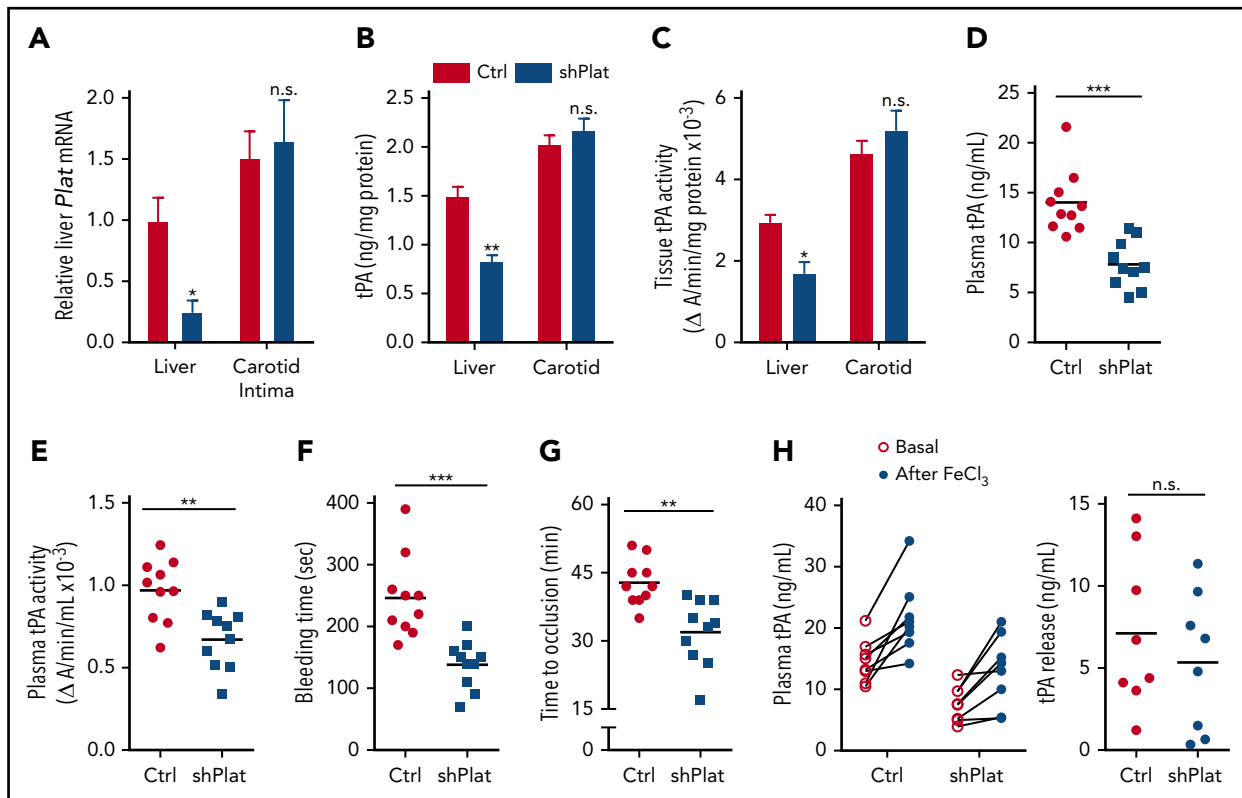 A
Relative liver Plat mRNA
2.0
1.5
1.0
0.5
0.0
*
n.s.
Liver
Carotid
Intima
B
Ctrl
shPlat
tPA (ng/mg protein)
2.5
2.0
1.5
1.0
0.5
0.0
**
n.s.
Liver
Carotid
C
Tissue tPA activity
(Δ A/min/mg protein x10-3)
6
4
2
0
*
n.s.
Liver
Carotid
D
Plasma tPA (ng/mL)
25
20
15
10
5
0
***
Ctrl
shPlat
E
Plasma tPA activity
(Δ A/min/mL x10-3)
1.5
1.0
0.5
0.0
**
Ctrl
shPlat
F
Bleeding time (sec)
400
300
200
100
0
***
Ctrl
shPlat
G
Time to occlusion (min)
60
45
30
15
0
**
Ctrl
shPlat
H
Basal
After FeCl3
Plasma tPA (ng/mL)
40
30
20
10
0
Ctrl
shPlat
tPA release (ng/mL)
15
10
5
0
n.s.
Ctrl
shPlat